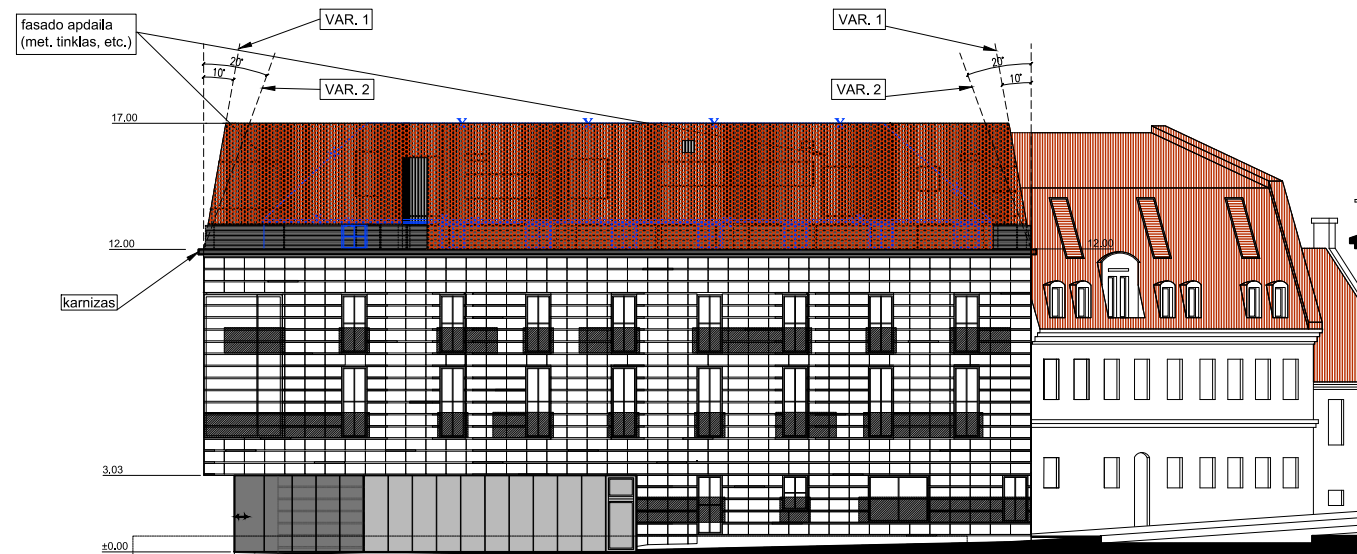 fasado apdaila
(met. tinklas, etc.)
VAR. 1
VAR. 1
20°
10°
20°
10°
VAR. 2
VAR. 2
17,00
12.00
12.00
karnizas
3,03
±0.00